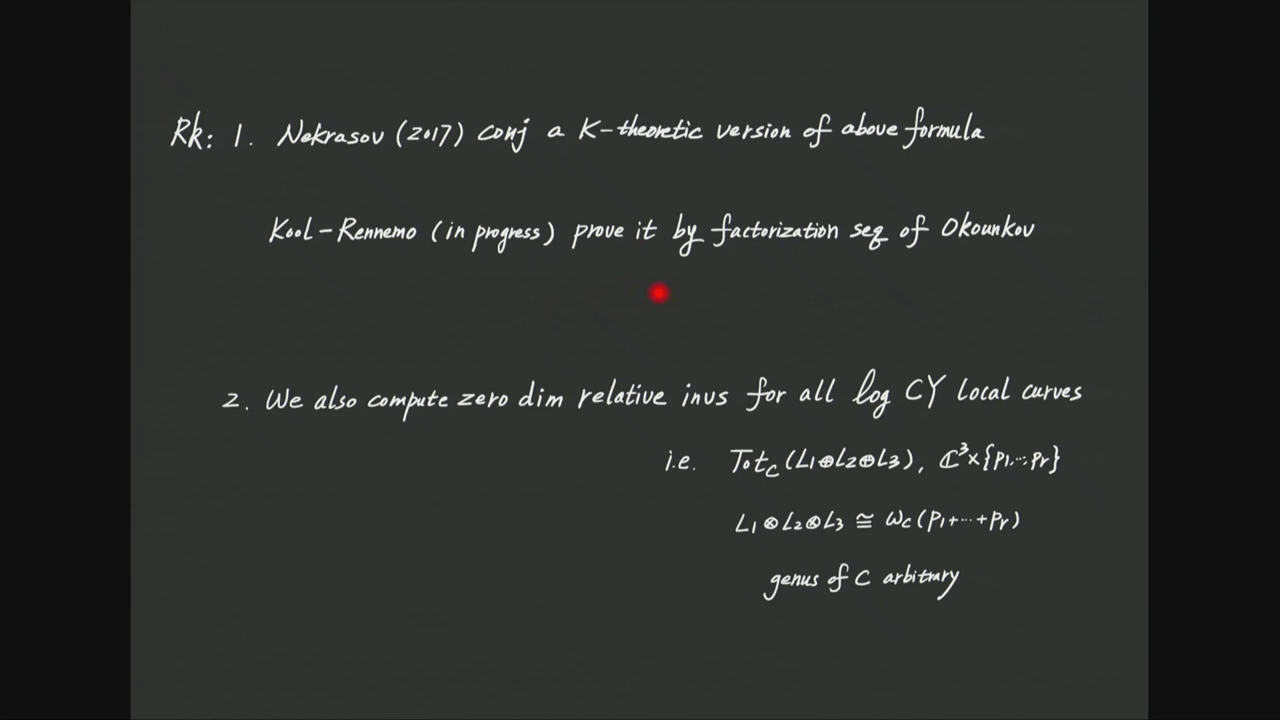 Rk: 1. Nekrasov (2017) conj a K-theoretic version of above formula
Kool-Rennemo (in progress) prove it by factorization seq of Okounkov
2. We also compute zero dim relative invs for all log CY local curves
i.e. Tot_C(L₁⊕L₂⊕L₃), ℂ³×{p₁,…,pᵣ}
L₁⊗L₂⊗L₃ ≅ ω_C(p₁+⋯+pᵣ)
genus of C arbitrary